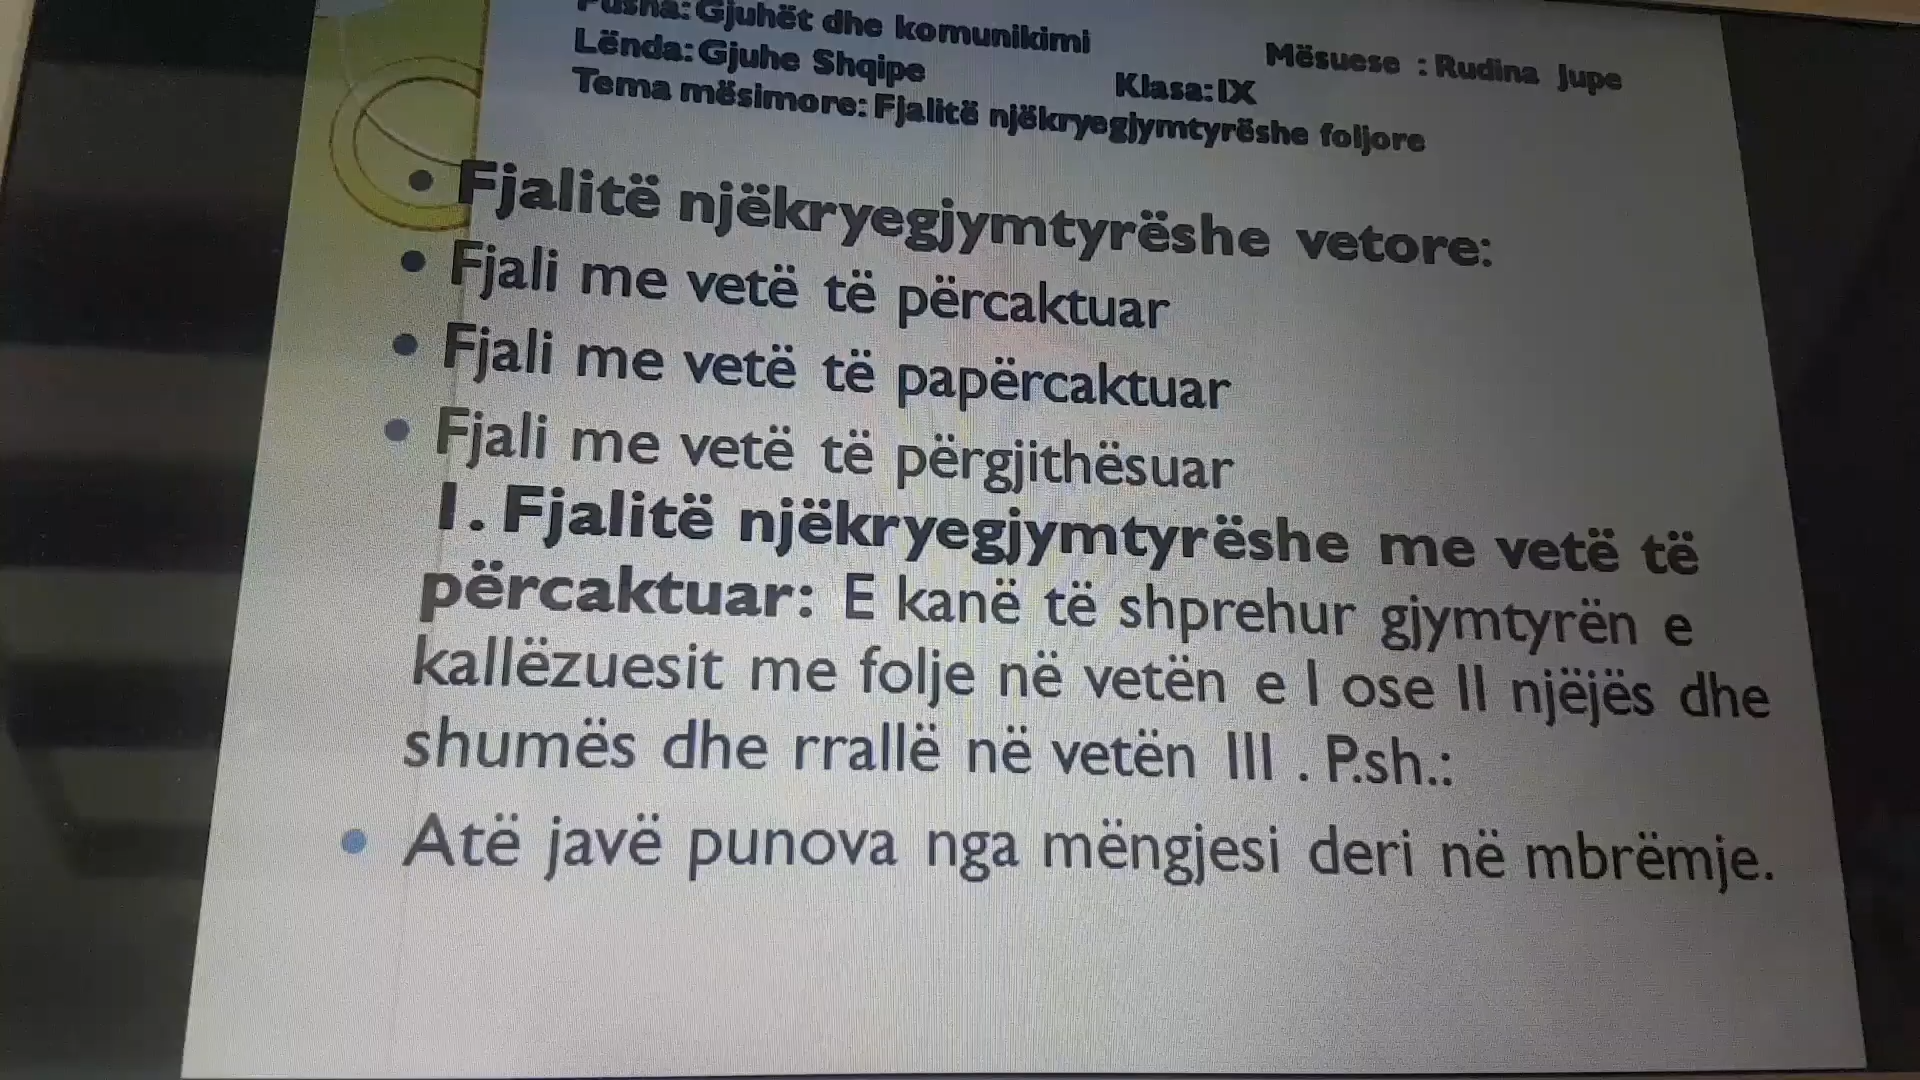 Fusha: Gjuhët dhe komunikimi
Mësuese : Rudina Jupe
Lënda: Gjuhe Shqipe
Klasa: IX
Tema mësimore: Fjalitë njëkryegjymtyrëshe foljore
• Fjalitë njëkryegjymtyrëshe vetore:
• Fjali me vetë të përcaktuar
• Fjali me vetë të papërcaktuar
• Fjali me vetë të përgjithësuar
I. Fjalitë njëkryegjymtyrëshe me vetë të
përcaktuar: E kanë të shprehur gjymtyrën e
kallëzuesit me folje në vetën e I ose II njëjës dhe
shumës dhe rrallë në vetën III . P.sh.:
• Atë javë punova nga mëngjesi deri në mbrëmje.